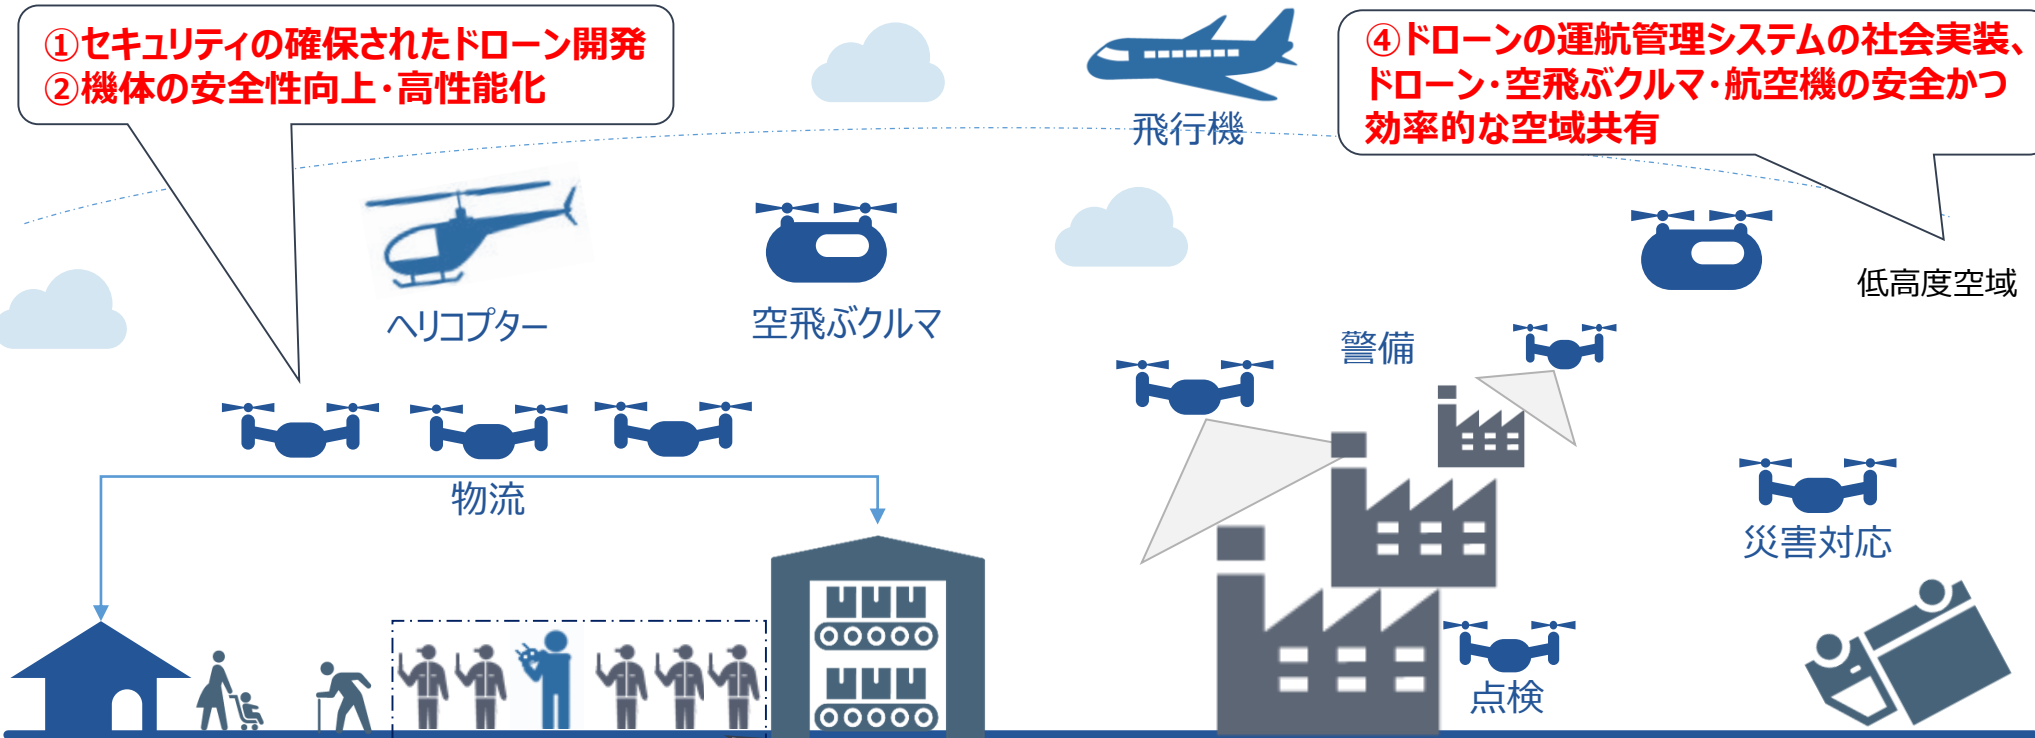 ①セキュリティの確保されたドローン開発
②機体の安全性向上・高性能化
④ドローンの運航管理システムの社会実装、
ドローン・空飛ぶクルマ・航空機の安全かつ
効率的な空域共有
飛行機
低高度空域
ヘリコプター
空飛ぶクルマ
警備
物流
災害対応
点検